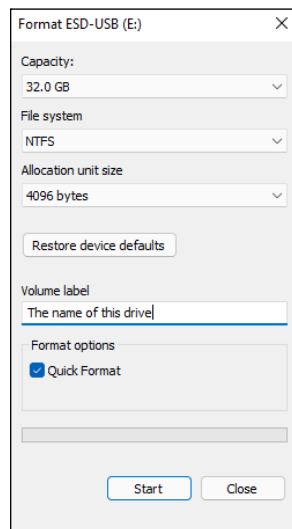 Format ESD-USB (E:)
Capacity:
32.0 GB
File system
NTFS
Allocation unit size
4096 bytes
Restore device defaults
Volume label
The name of this drive
Format options
Quick Format
Start Close